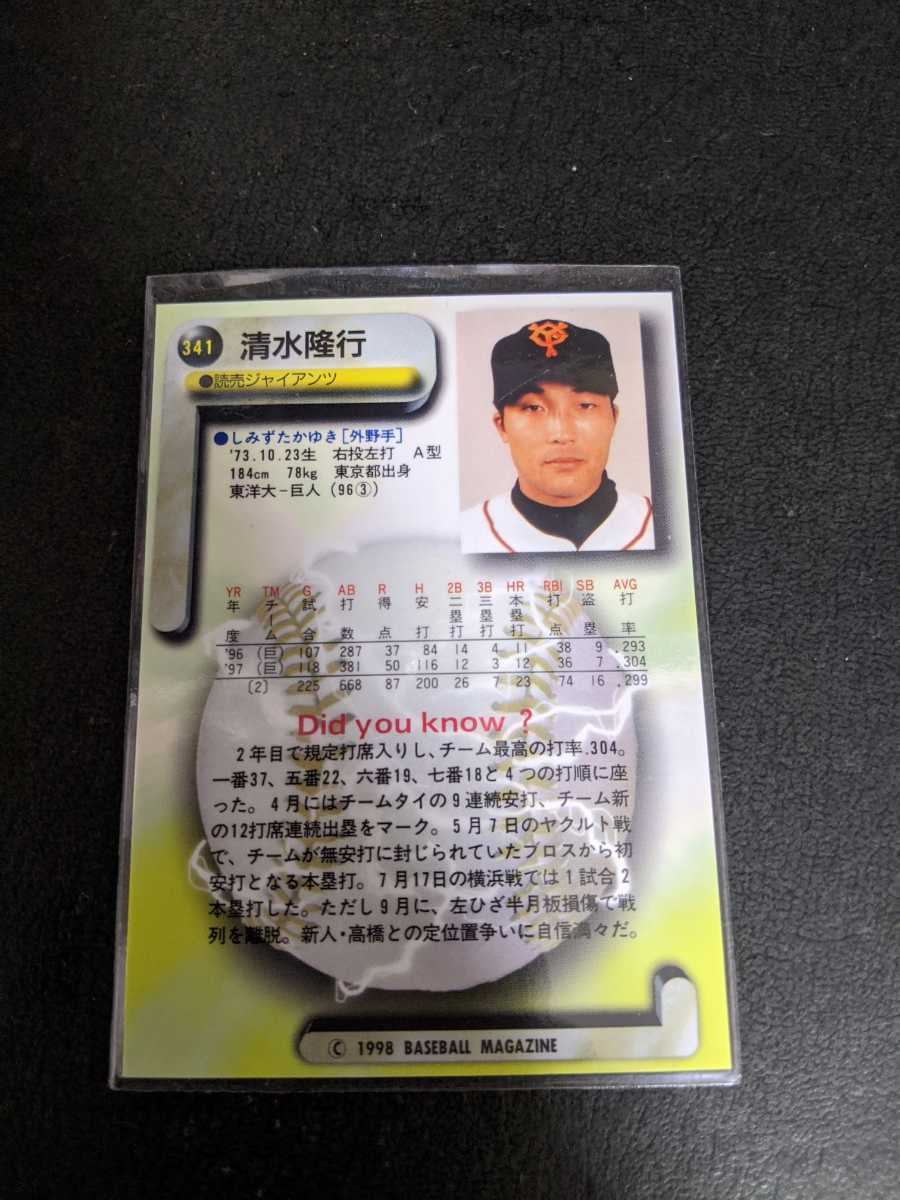 341 清水隆行
●読売ジャイアンツ
●しみずたかゆき[外野手]
'73.10.23生 右投左打 A型
184cm 78kg 東京都出身
東洋大−巨人（96③）
YR TM G AB R H 2B 3B HR RBI SB AVG
年度 チーム 試合 打数 得点 安打 二塁打 三塁打 本塁打 打点 盗塁 打率
'96 (巨) 107 287 37 84 14 4 11 38 9 .293
'97 (巨) 118 381 50 116 12 3 12 36 7 .304
〔2〕 225 668 87 200 26 7 23 74 16 .299
Did you know ?
2年目で規定打席入りし、チーム最高の打率.304。
一番37、五番22、六番19、七番18と4つの打順に座
った。4月にはチームタイの9連続安打、チーム新
の12打席連続出塁をマーク。5月7日のヤクルト戦
で、チームが無安打に封じられていたブロスから初
安打となる本塁打。7月17日の横浜戦では1試合2
本塁打した。ただし9月に、左ひざ半月板損傷で戦
列を離脱。新人・高橋との定位置争いに自信満々だ。
© 1998 BASEBALL MAGAZINE